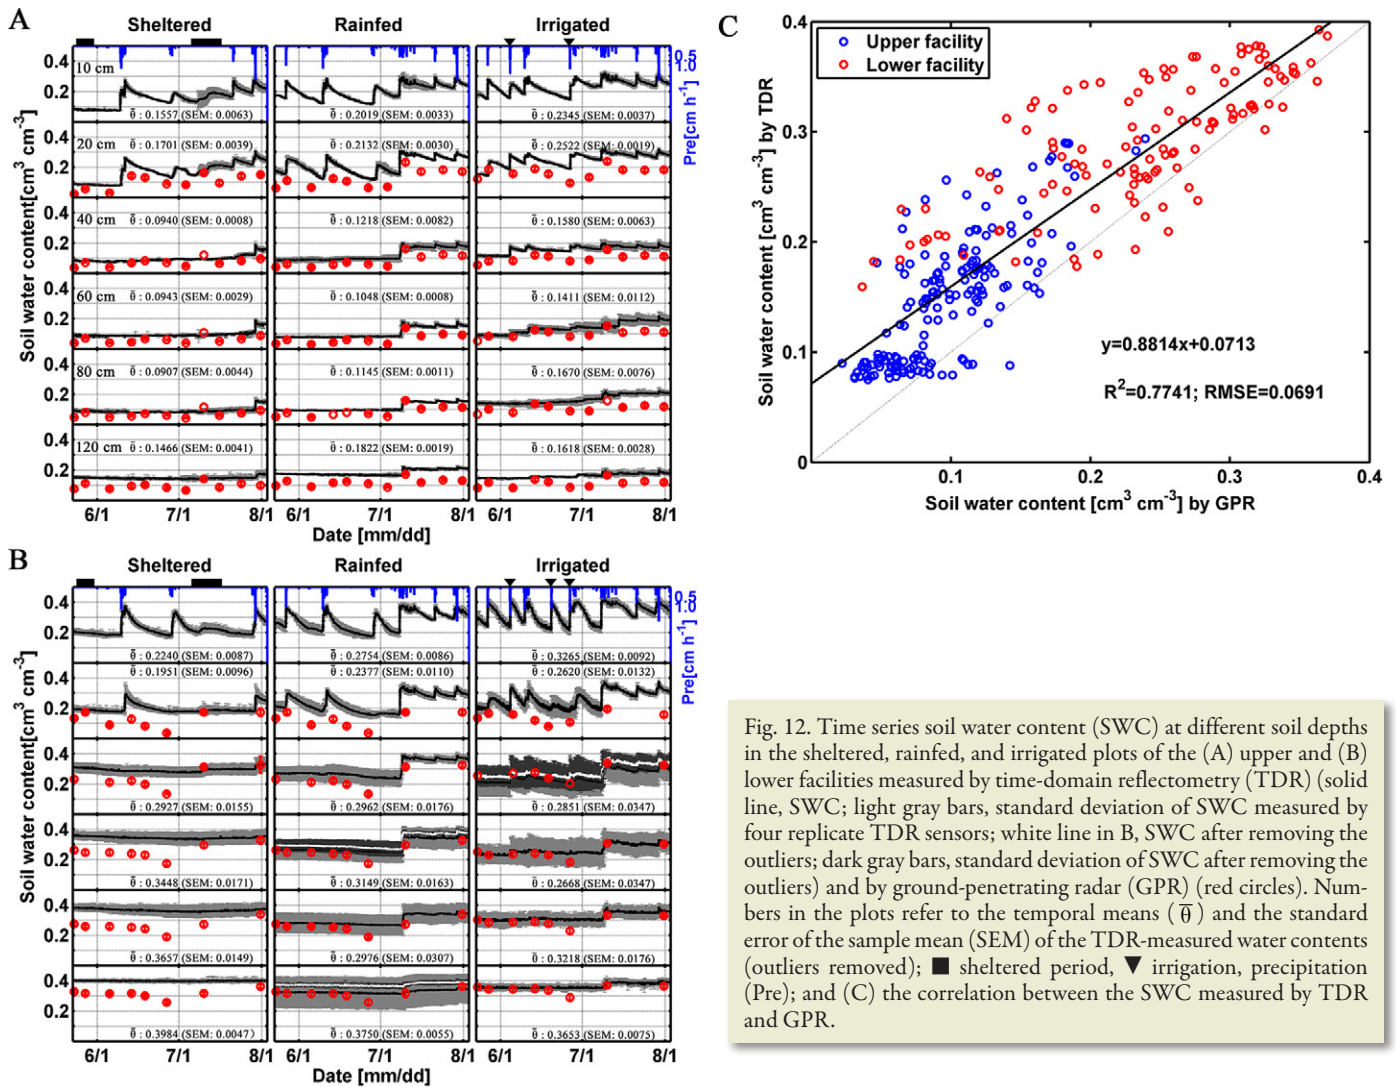 A
Sheltered Rainfed Irrigated
0.4 0.2
10 cm
θ̄ : 0.1557 (SEM: 0.0063) θ̄ : 0.2019 (SEM: 0.0033) θ̄ : 0.2345 (SEM: 0.0037)
0.5
1.0
Pre[cm h⁻¹]
0.4 0.2
20 cm
θ̄ : 0.1701 (SEM: 0.0039) θ̄ : 0.2132 (SEM: 0.0030) θ̄ : 0.2522 (SEM: 0.0019)
0.4 0.2
40 cm
θ̄ : 0.0940 (SEM: 0.0008) θ̄ : 0.1218 (SEM: 0.0082) θ̄ : 0.1580 (SEM: 0.0063)
0.4 0.2
60 cm
θ̄ : 0.0943 (SEM: 0.0029) θ̄ : 0.1048 (SEM: 0.0008) θ̄ : 0.1411 (SEM: 0.0112)
0.4 0.2
80 cm
θ̄ : 0.0907 (SEM: 0.0044) θ̄ : 0.1145 (SEM: 0.0011) θ̄ : 0.1670 (SEM: 0.0076)
0.4 0.2
120 cm
θ̄ : 0.1466 (SEM: 0.0041) θ̄ : 0.1822 (SEM: 0.0019) θ̄ : 0.1618 (SEM: 0.0028)
Soil water content[cm³ cm⁻³]
6/1 7/1 8/1 6/1 7/1 8/1 6/1 7/1 8/1
Date [mm/dd]
B
Sheltered Rainfed Irrigated
0.4 0.2
θ̄ : 0.2240 (SEM: 0.0087) θ̄ : 0.2754 (SEM: 0.0086) θ̄ : 0.3265 (SEM: 0.0092)
0.5
1.0
Pre[cm h⁻¹]
0.4 0.2
θ̄ : 0.1951 (SEM: 0.0096) θ̄ : 0.2377 (SEM: 0.0110) θ̄ : 0.2620 (SEM: 0.0132)
0.4 0.2
θ̄ : 0.2927 (SEM: 0.0155) θ̄ : 0.2962 (SEM: 0.0176) θ̄ : 0.2851 (SEM: 0.0347)
0.4 0.2
θ̄ : 0.3448 (SEM: 0.0171) θ̄ : 0.3149 (SEM: 0.0163) θ̄ : 0.2668 (SEM: 0.0347)
0.4 0.2
θ̄ : 0.3657 (SEM: 0.0149) θ̄ : 0.2976 (SEM: 0.0307) θ̄ : 0.3218 (SEM: 0.0176)
0.4 0.2
θ̄ : 0.3984 (SEM: 0.0047) θ̄ : 0.3750 (SEM: 0.0055) θ̄ : 0.3653 (SEM: 0.0075)
Soil water content[cm³ cm⁻³]
6/1 7/1 8/1 6/1 7/1 8/1 6/1 7/1 8/1
Date [mm/dd]
C
Upper facility
Lower facility
0.4
0.3
0.2
0.1
0
Soil water content [cm³ cm⁻³] by TDR
y=0.8814x+0.0713
R²=0.7741; RMSE=0.0691
0.1 0.2 0.3 0.4
Soil water content [cm³ cm⁻³] by GPR
Fig. 12. Time series soil water content (SWC) at different soil depths
in the sheltered, rainfed, and irrigated plots of the (A) upper and (B)
lower facilities measured by time-domain reflectometry (TDR) (solid
line, SWC; light gray bars, standard deviation of SWC measured by
four replicate TDR sensors; white line in B, SWC after removing the
outliers; dark gray bars, standard deviation of SWC after removing the
outliers) and by ground-penetrating radar (GPR) (red circles). Num-
bers in the plots refer to the temporal means (θ̄) and the standard
error of the sample mean (SEM) of the TDR-measured water contents
(outliers removed); ■ sheltered period, ▼ irrigation, precipitation
(Pre); and (C) the correlation between the SWC measured by TDR
and GPR.